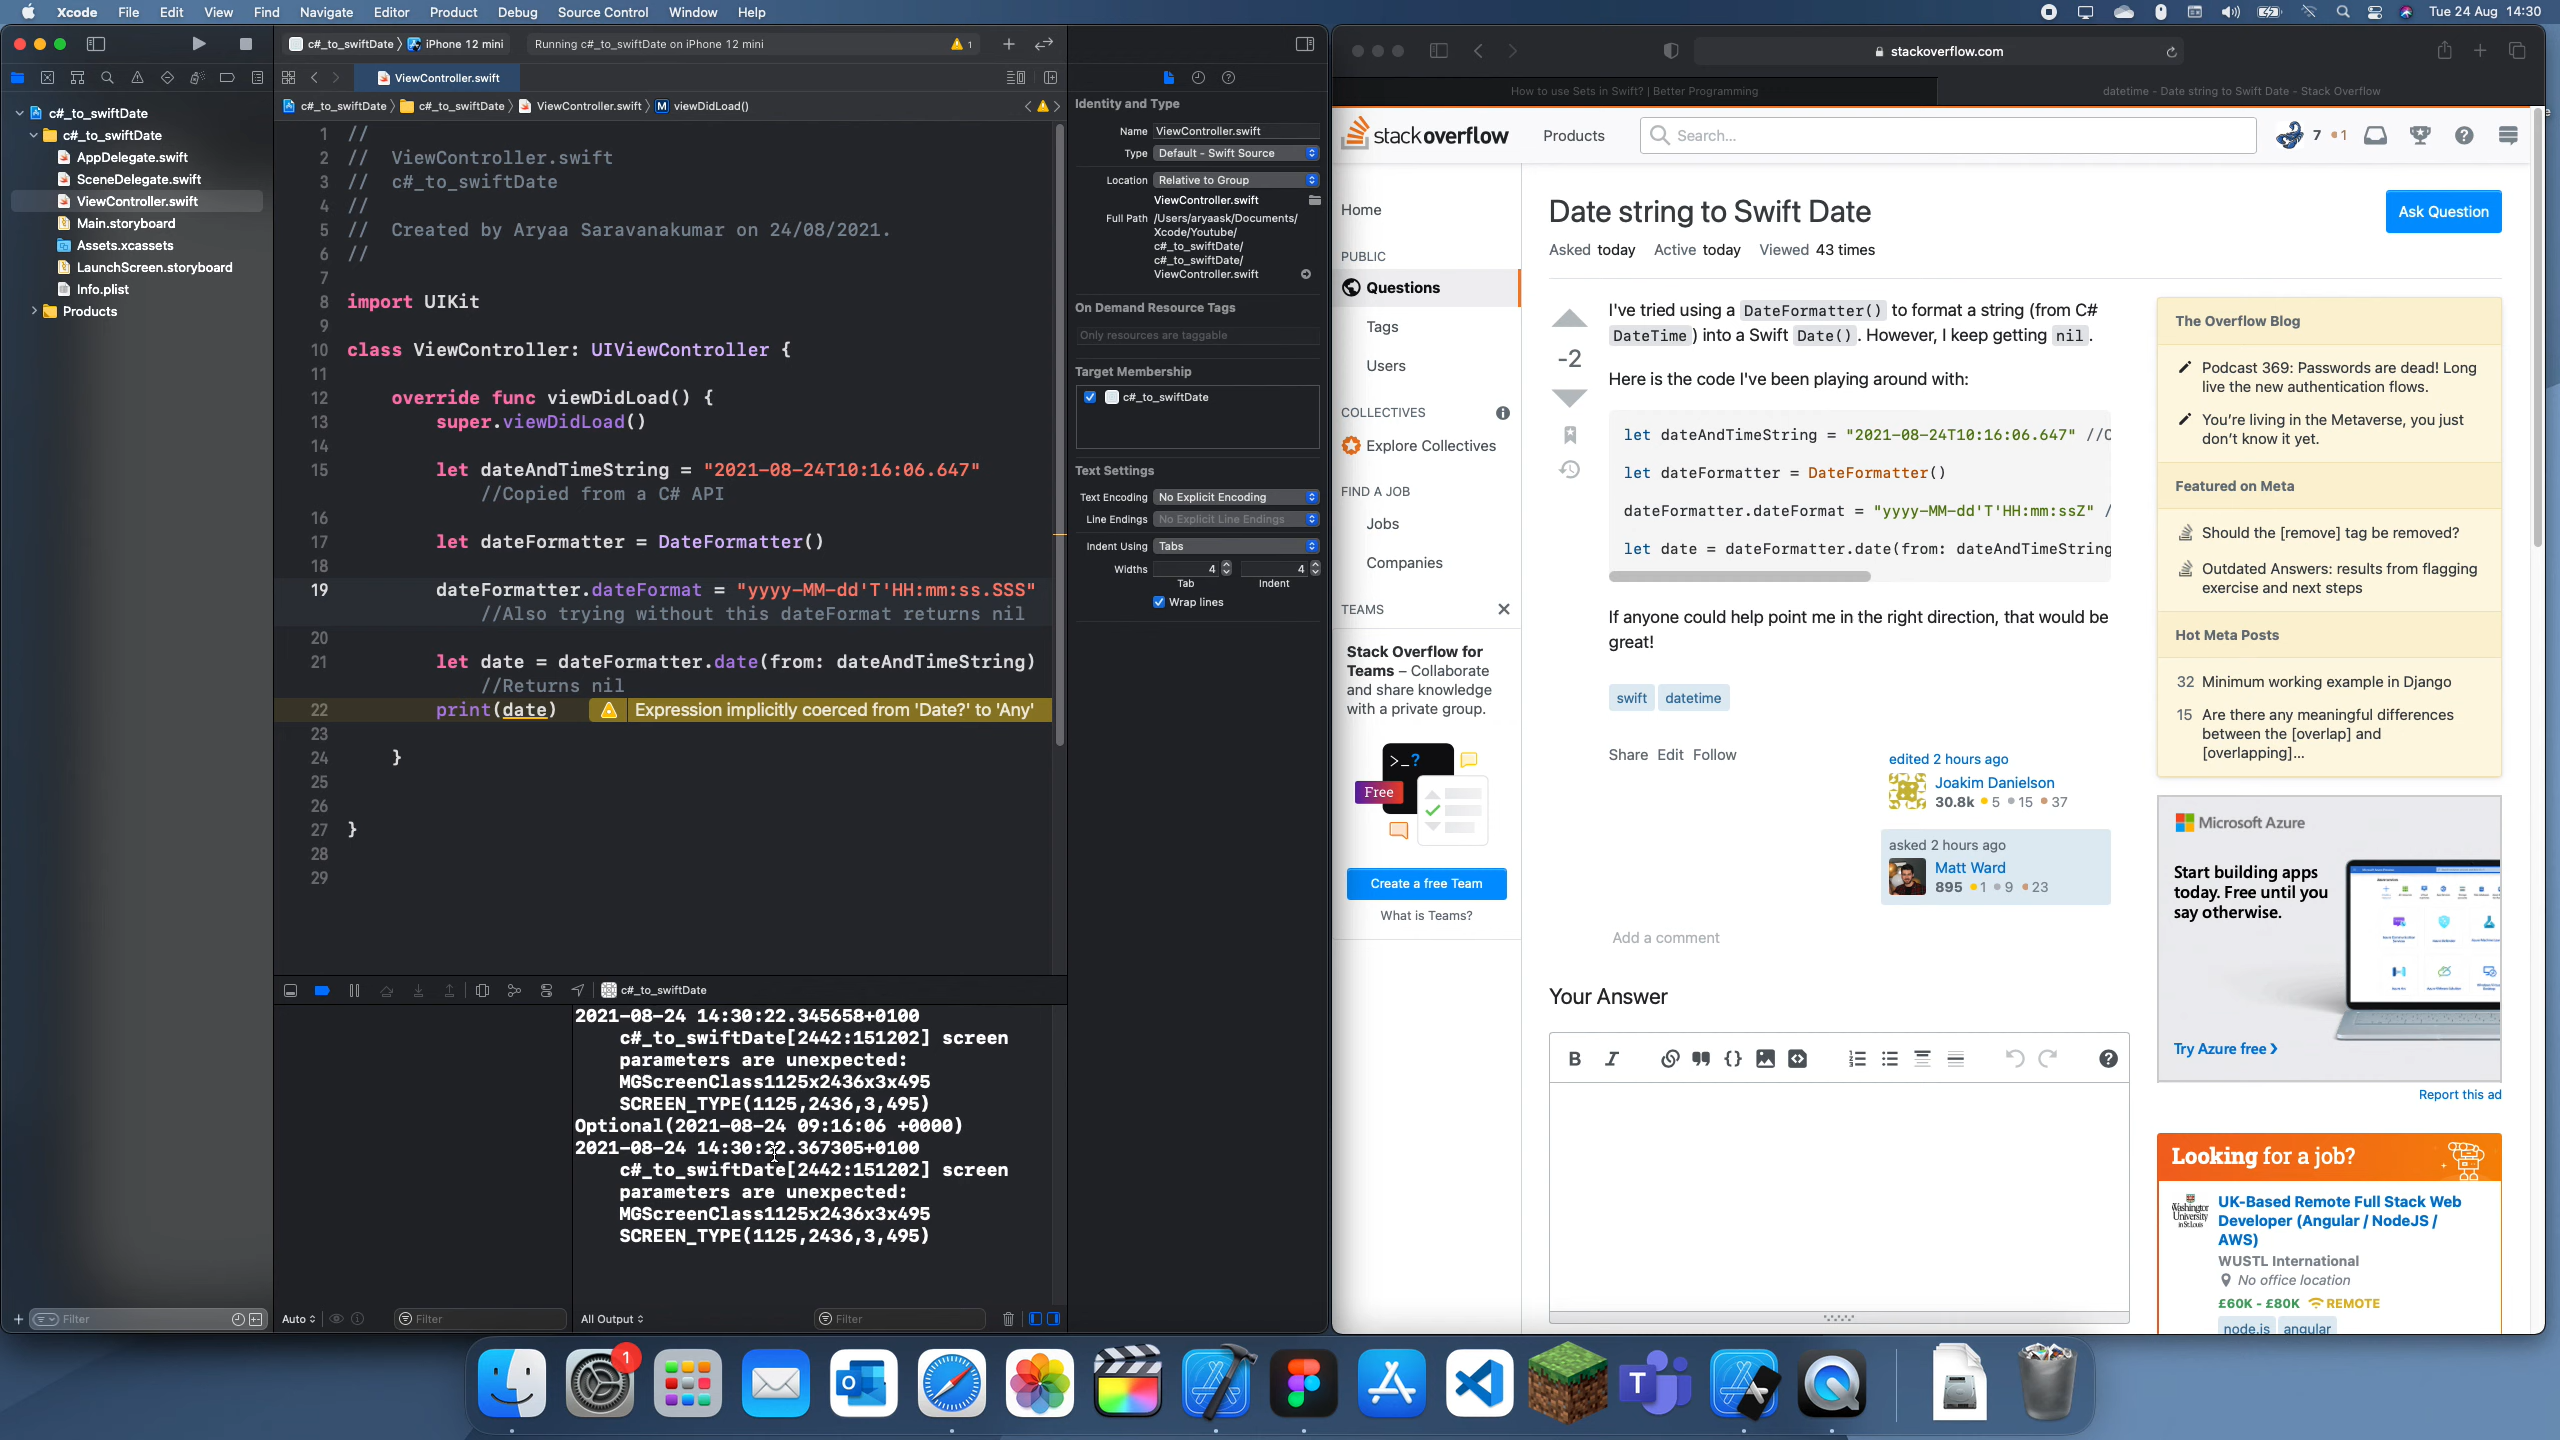 Xcode File Edit View Find Navigate Editor Product Debug Source Control Window Help
Tue 24 Aug 14:30
c#_to_swiftDate iPhone 12 mini
Running c#_to_swiftDate on iPhone 12 mini
1
ViewController.swift
c#_to_swiftDate
c#_to_swiftDate
ViewController.swift
viewDidLoad()
c#_to_swiftDate
c#_to_swiftDate
AppDelegate.swift
SceneDelegate.swift
ViewController.swift
Main.storyboard
Assets.xcassets
LaunchScreen.storyboard
Info.plist
Products
Filter
1 //
2 // ViewController.swift
3 // c#_to_swiftDate
4 //
5 // Created by Aryaa Saravanakumar on 24/08/2021.
6 //
7
8 import UIKit
9
10 class ViewController: UIViewController {
11
12 override func viewDidLoad() {
13 super.viewDidLoad()
14
15 let dateAndTimeString = "2021-08-24T10:16:06.647"
//Copied from a C# API
16
17 let dateFormatter = DateFormatter()
18
19 dateFormatter.dateFormat = "yyyy-MM-dd'T'HH:mm:ss.SSS"
//Also trying without this dateFormat returns nil
20
21 let date = dateFormatter.date(from: dateAndTimeString)
//Returns nil
22 print(date) Expression implicitly coerced from 'Date?' to 'Any'
23
24 }
25
26
27 }
28
29
c#_to_swiftDate
2021-08-24 14:30:22.345658+0100
c#_to_swiftDate[2442:151202] screen
parameters are unexpected:
MGScreenClass1125x2436x3x495
SCREEN_TYPE(1125,2436,3,495)
Optional(2021-08-24 09:16:06 +0000)
2021-08-24 14:30:22.367305+0100
c#_to_swiftDate[2442:151202] screen
parameters are unexpected:
MGScreenClass1125x2436x3x495
SCREEN_TYPE(1125,2436,3,495)
Auto
Filter
All Output
Filter
Identity and Type
Name ViewController.swift
Type Default - Swift Source
Location Relative to Group
ViewController.swift
Full Path /Users/aryaask/Documents/
Xcode/Youtube/
c#_to_swiftDate/
c#_to_swiftDate/
ViewController.swift
On Demand Resource Tags
Only resources are taggable
Target Membership
c#_to_swiftDate
Text Settings
Text Encoding No Explicit Encoding
Line Endings No Explicit Line Endings
Indent Using Tabs
Widths 4 4
Tab Indent
Wrap lines
stackoverflow.com
How to use Sets in Swift? | Better Programming
datetime - Date string to Swift Date - Stack Overflow
stackoverflow
Products
Search...
7 1
Home
PUBLIC
Questions
Tags
Users
COLLECTIVES
Explore Collectives
FIND A JOB
Jobs
Companies
TEAMS
Stack Overflow for
Teams – Collaborate
and share knowledge
with a private group.
>_?
Free
Create a free Team
What is Teams?
Date string to Swift Date
Ask Question
Asked today Active today Viewed 43 times
-2
I've tried using a DateFormatter() to format a string (from C#
DateTime) into a Swift Date(). However, I keep getting nil.
Here is the code I've been playing around with:
let dateAndTimeString = "2021-08-24T10:16:06.647" //C
let dateFormatter = DateFormatter()
dateFormatter.dateFormat = "yyyy-MM-dd'T'HH:mm:ssZ" /
let date = dateFormatter.date(from: dateAndTimeString
If anyone could help point me in the right direction, that would be
great!
swift datetime
Share Edit Follow
edited 2 hours ago
Joakim Danielson
30.8k 5 15 37
asked 2 hours ago
Matt Ward
895 1 9 23
Add a comment
Your Answer
B I
The Overflow Blog
Podcast 369: Passwords are dead! Long
live the new authentication flows.
You're living in the Metaverse, you just
don't know it yet.
Featured on Meta
Should the [remove] tag be removed?
Outdated Answers: results from flagging
exercise and next steps
Hot Meta Posts
32 Minimum working example in Django
15 Are there any meaningful differences
between the [overlap] and
[overlapping]...
Microsoft Azure
Start building apps
today. Free until you
say otherwise.
Try Azure free >
Report this ad
Looking for a job?
Washington
University
in St.Louis
UK-Based Remote Full Stack Web
Developer (Angular / NodeJS /
AWS)
WUSTL International
No office location
£60K - £80K REMOTE
node.js angular
1